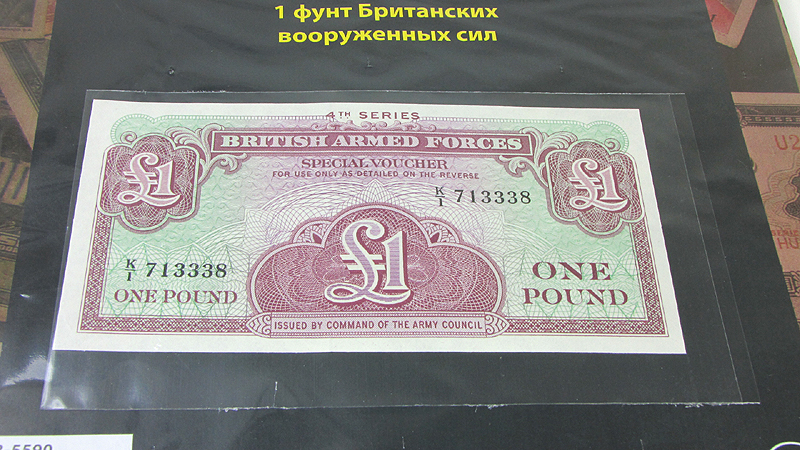 1 фунт Британских
вооруженных сил
4TH SERIES
BRITISH ARMED FORCES
SPECIAL VOUCHER
FOR USE ONLY AS DETAILED ON THE REVERSE
£1
£1
K/1 713338
£1
K/1 713338
ONE POUND
ONE
POUND
ISSUED BY COMMAND OF THE ARMY COUNCIL